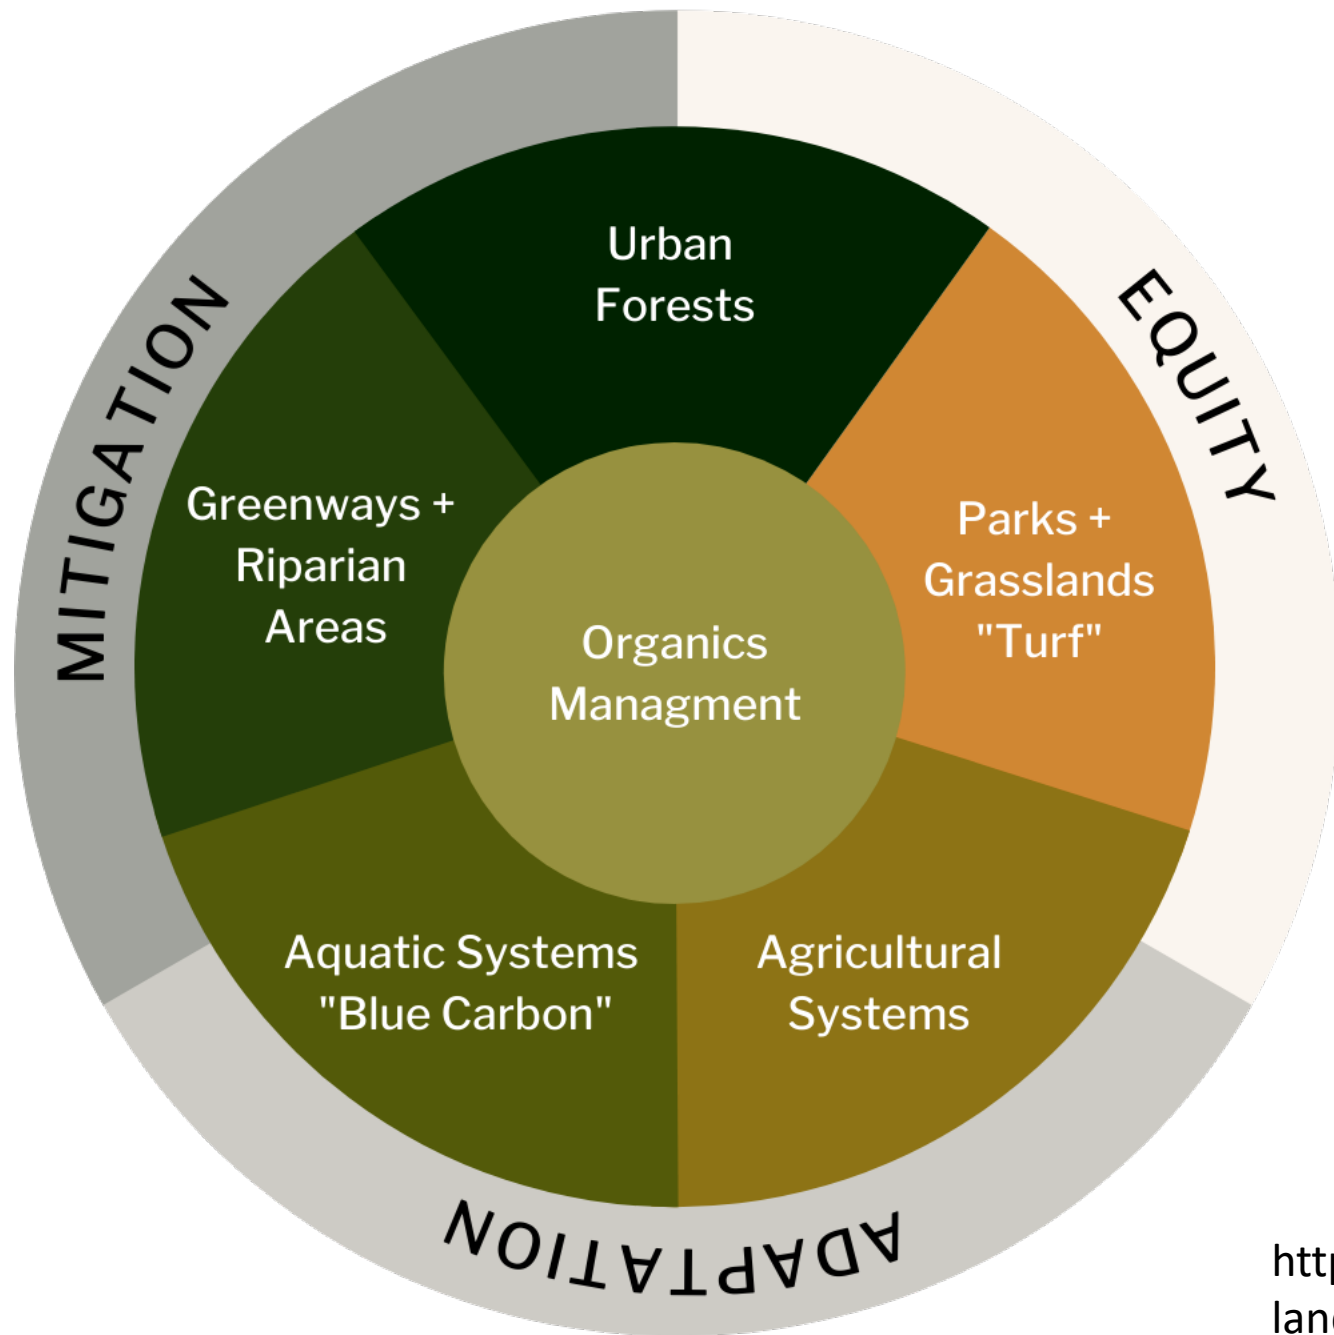 MITIGATION
EQUITY
ADAPTATION
Urban
Forests
Greenways +
Riparian
Areas
Parks +
Grasslands
"Turf"
Organics
Managment
Aquatic Systems
"Blue Carbon"
Agricultural
Systems